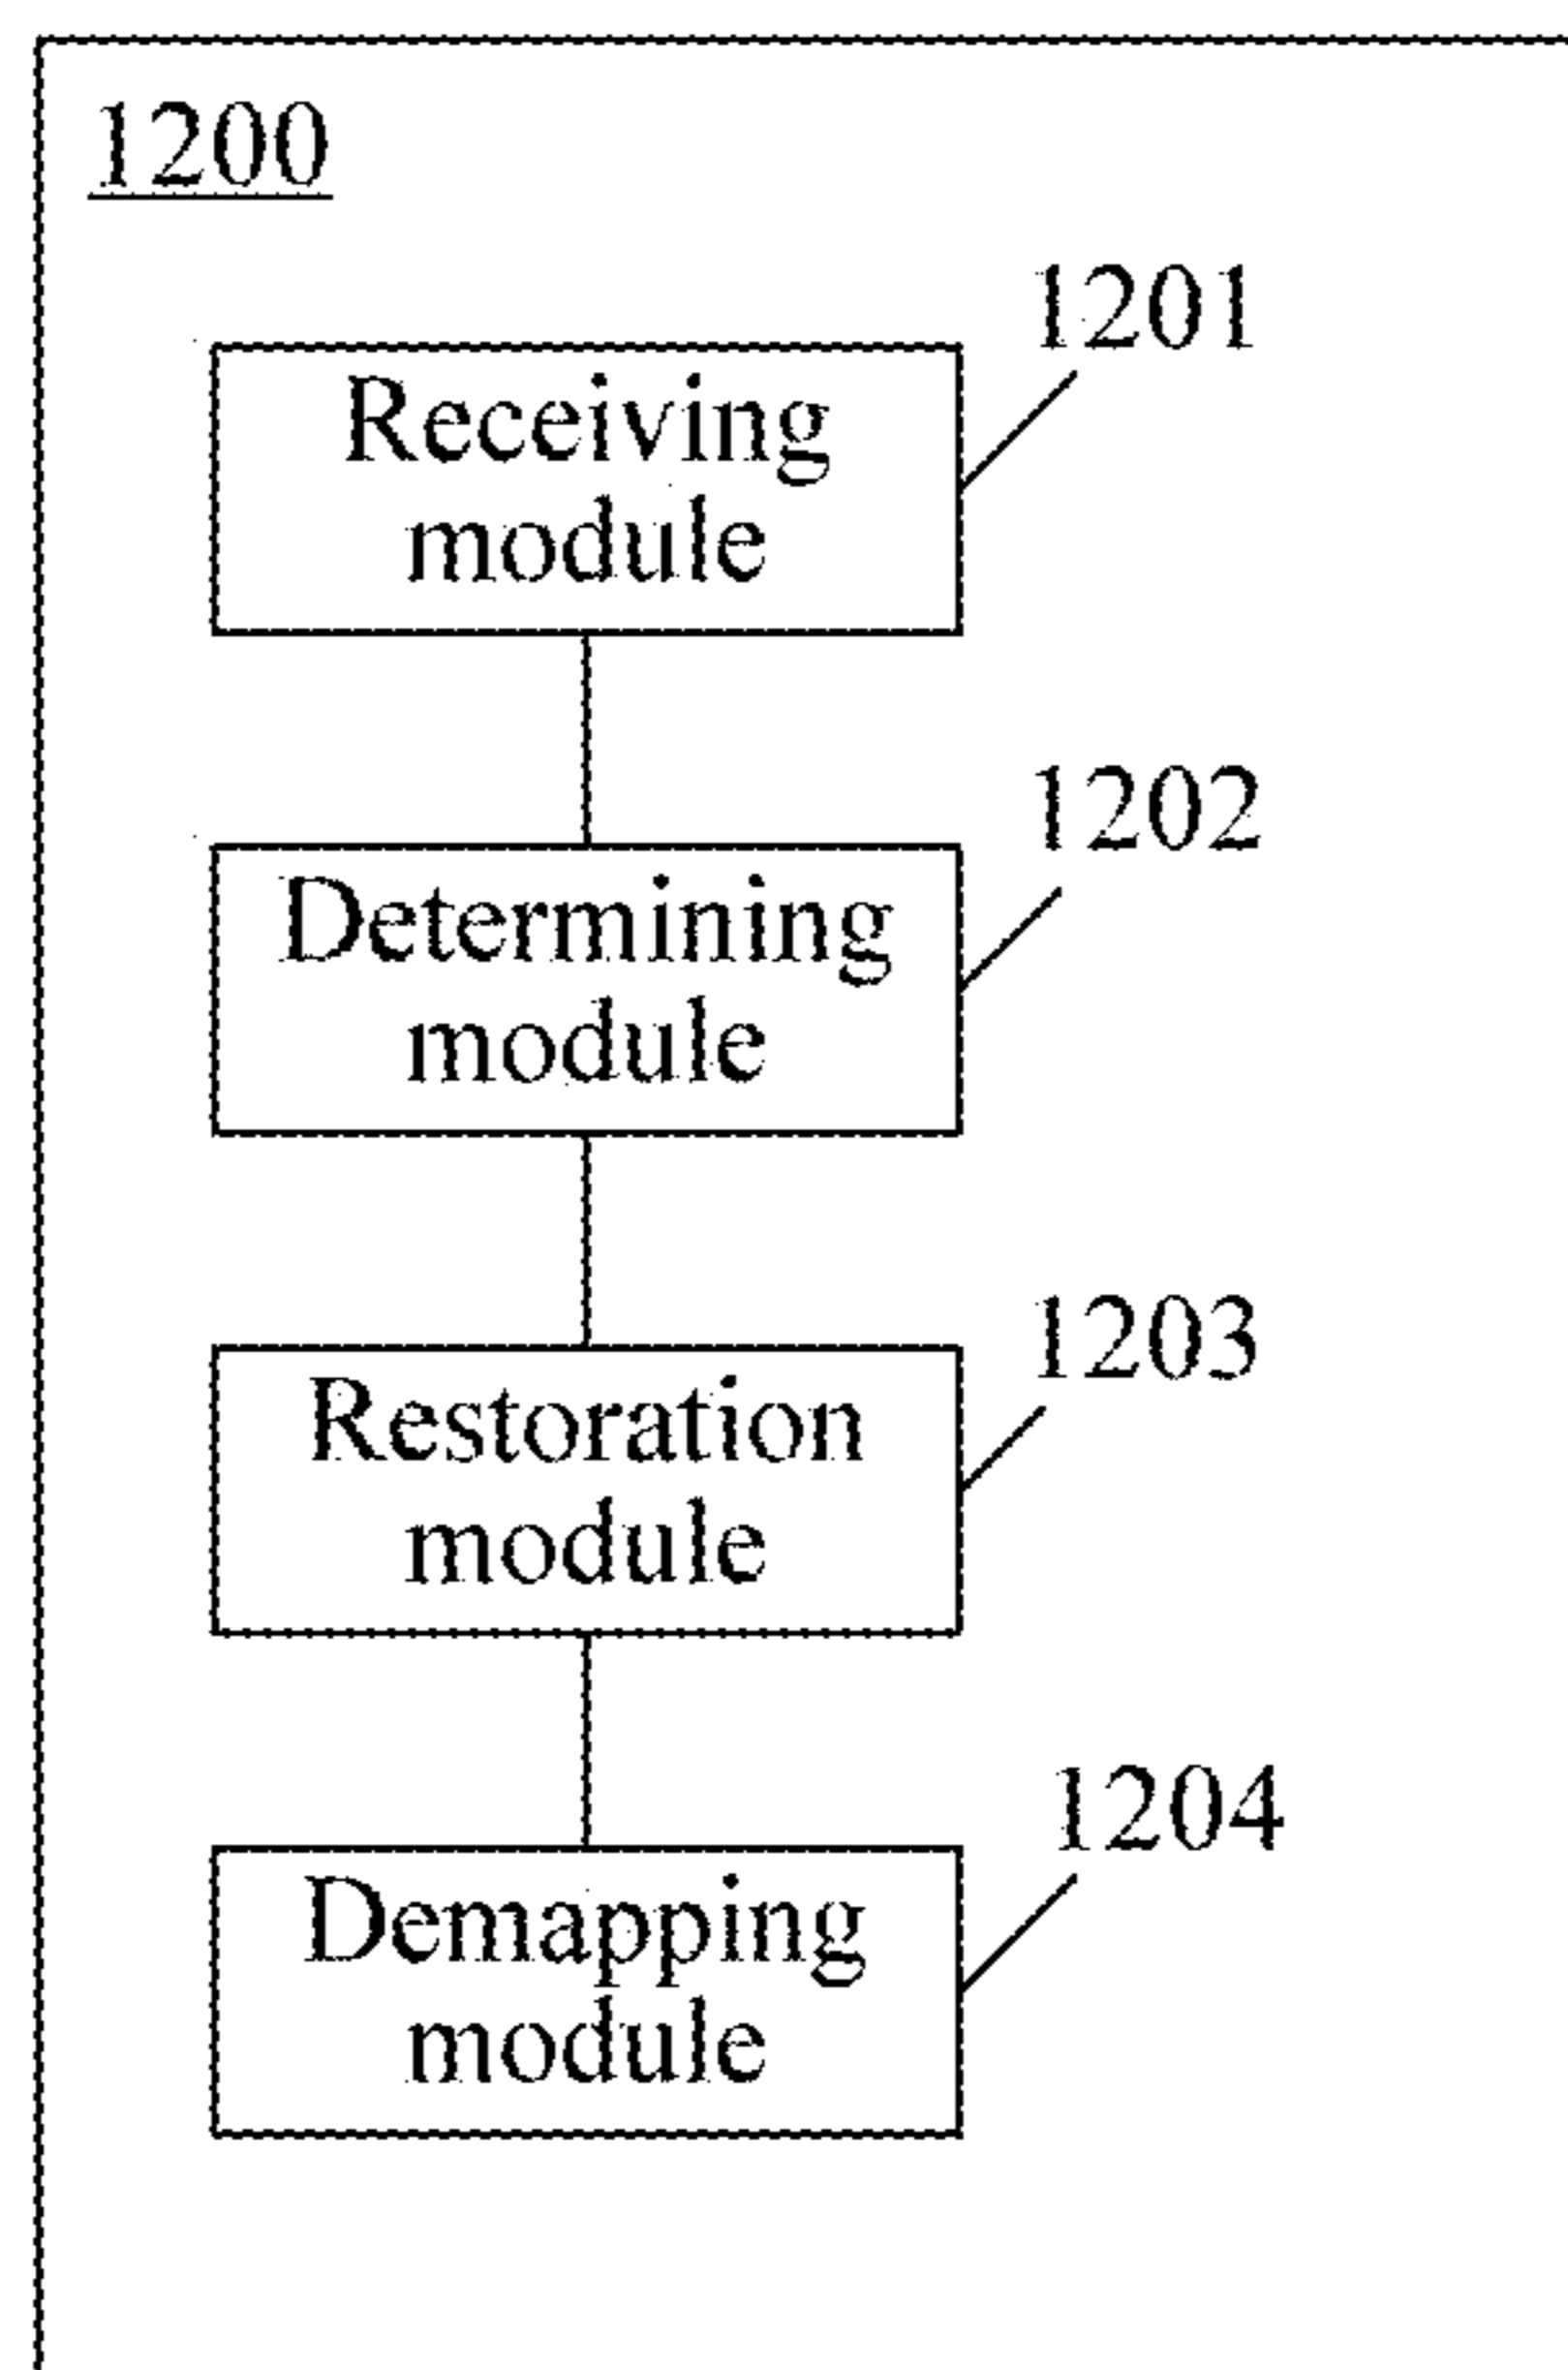 1200
1201
Receiving
module
1202
Determining
module
1203
Restoration
module
1204
Demapping
module